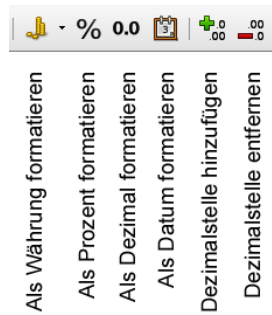 % 0.0 3 .0 .00 .00 .0
Als Währung formatieren
Als Prozent formatieren
Als Dezimal formatieren
Als Datum formatieren
Dezimalstelle hinzufügen
Dezimalstelle entfernen